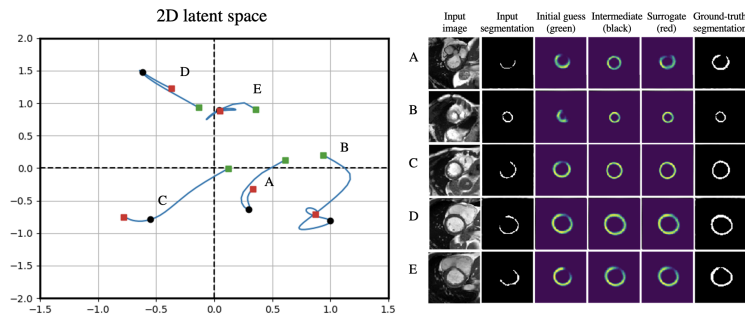 2D latent space
2.0
1.5
1.0
0.5
0.0
−0.5
−1.0
−1.5
−2.0
−1.5
−1.0
−0.5
0.0
0.5
1.0
1.5
D
E
B
A
C
Input image
Input segmentation
Initial guess (green)
Intermediate (black)
Surrogate (red)
Ground-truth segmentation
A
B
C
D
E